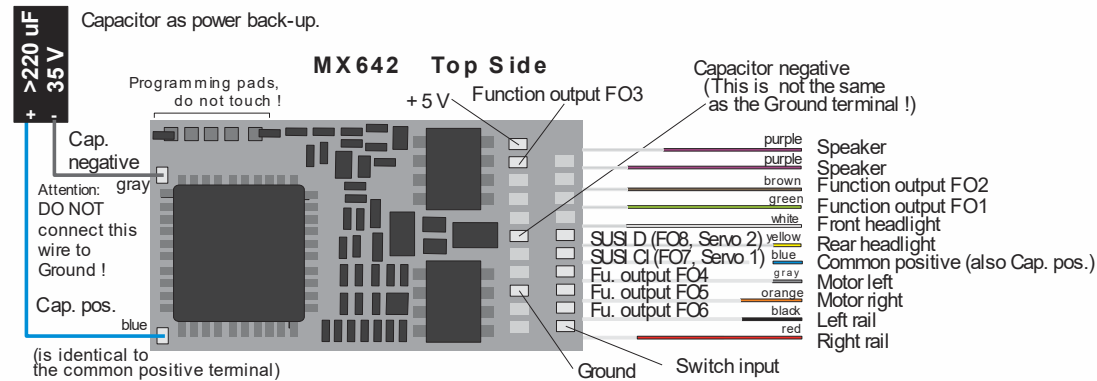 >220 uF
35 V
+ -
Capacitor as power back-up.
MX642 Top Side
Programming pads,
do not touch !
+ 5 V
Function output FO3
Capacitor negative
(This is not the same
as the Ground terminal !)
Cap.
negative
gray
Attention:
DO NOT
connect this
wire to
Ground !
Cap. pos.
blue
(is identical to
the common positive terminal)
purple Speaker
purple Speaker
brown Function output FO2
green Function output FO1
white Front headlight
SUSI D (FO8, Servo 2) yellow Rear headlight
SUSI Cl (FO7, Servo 1) blue Common positive (also Cap. pos.)
Fu. output FO4 gray Motor left
Fu. output FO5 orange Motor right
Fu. output FO6 black Left rail
red Right rail
Switch input
Ground